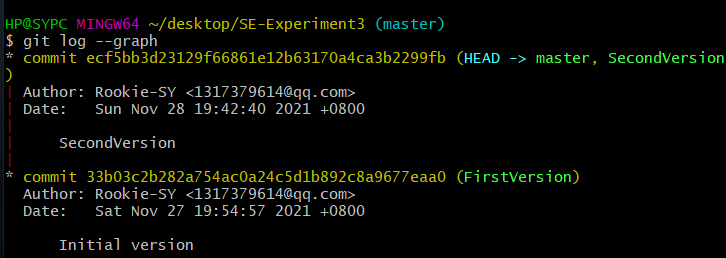 HP@SYPC MINGW64 ~/desktop/SE-Experiment3 (master)
$ git log --graph
* commit ecf5bb3d23129f66861e12b63170a4ca3b2299fb (HEAD -> master, SecondVersion
)
| Author: Rookie-SY <1317379614@qq.com>
| Date:   Sun Nov 28 19:42:40 2021 +0800
|
|     SecondVersion
|
* commit 33b03c2b282a754ac0a24c5d1b892c8a9677eaa0 (FirstVersion)
  Author: Rookie-SY <1317379614@qq.com>
  Date:   Sat Nov 27 19:54:57 2021 +0800

      Initial version